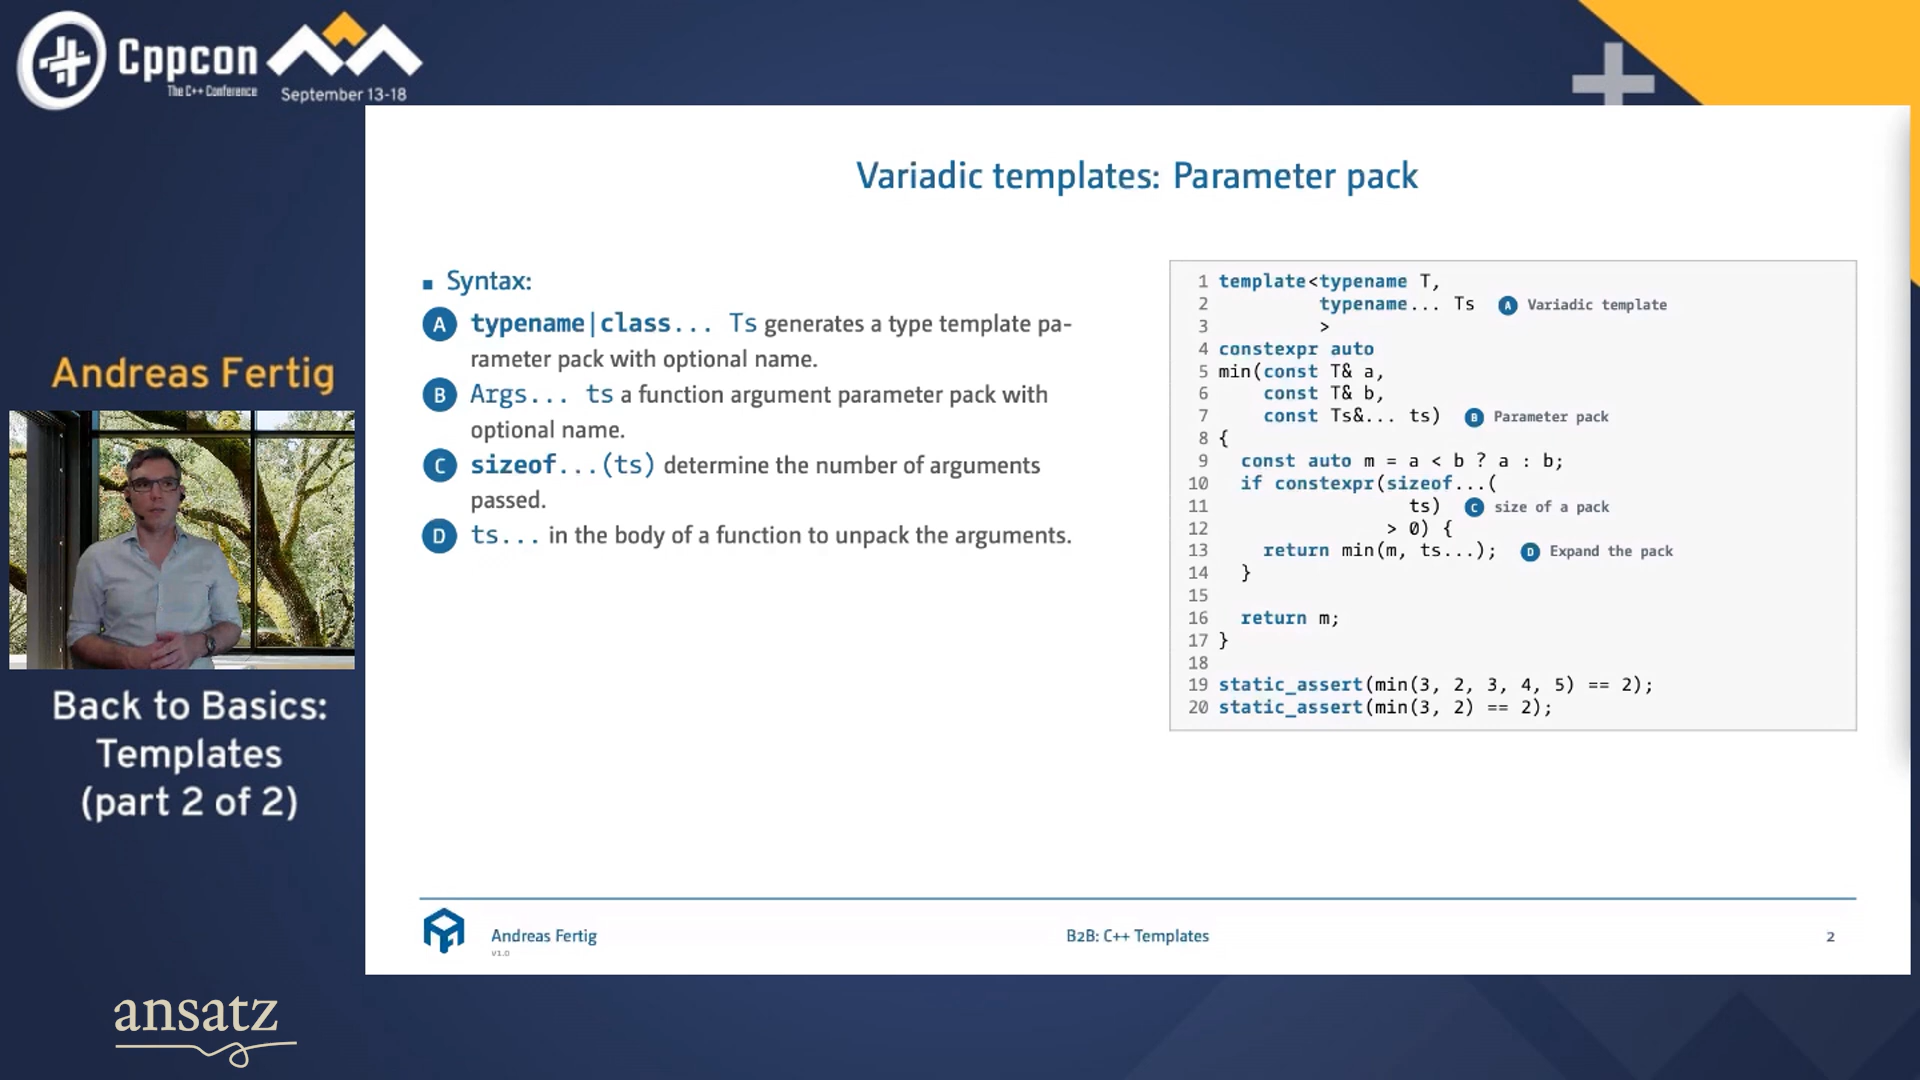 Cppcon
The C++ Conference
September 13-18
Andreas Fertig
Back to Basics:
Templates
(part 2 of 2)
ansatz
Variadic templates: Parameter pack
Syntax:
A typename|class... Ts generates a type template pa-
rameter pack with optional name.
B Args... ts a function argument parameter pack with
optional name.
C sizeof...(ts) determine the number of arguments
passed.
D ts... in the body of a function to unpack the arguments.
1 template<typename T,
2 typename... Ts A Variadic template
3 >
4 constexpr auto
5 min(const T& a,
6 const T& b,
7 const Ts&... ts) B Parameter pack
8 {
9 const auto m = a < b ? a : b;
10 if constexpr(sizeof...(
11 ts) C size of a pack
12 > 0) {
13 return min(m, ts...); D Expand the pack
14 }
15
16 return m;
17 }
18
19 static_assert(min(3, 2, 3, 4, 5) == 2);
20 static_assert(min(3, 2) == 2);
Andreas Fertig
v1.0
B2B: C++ Templates
2